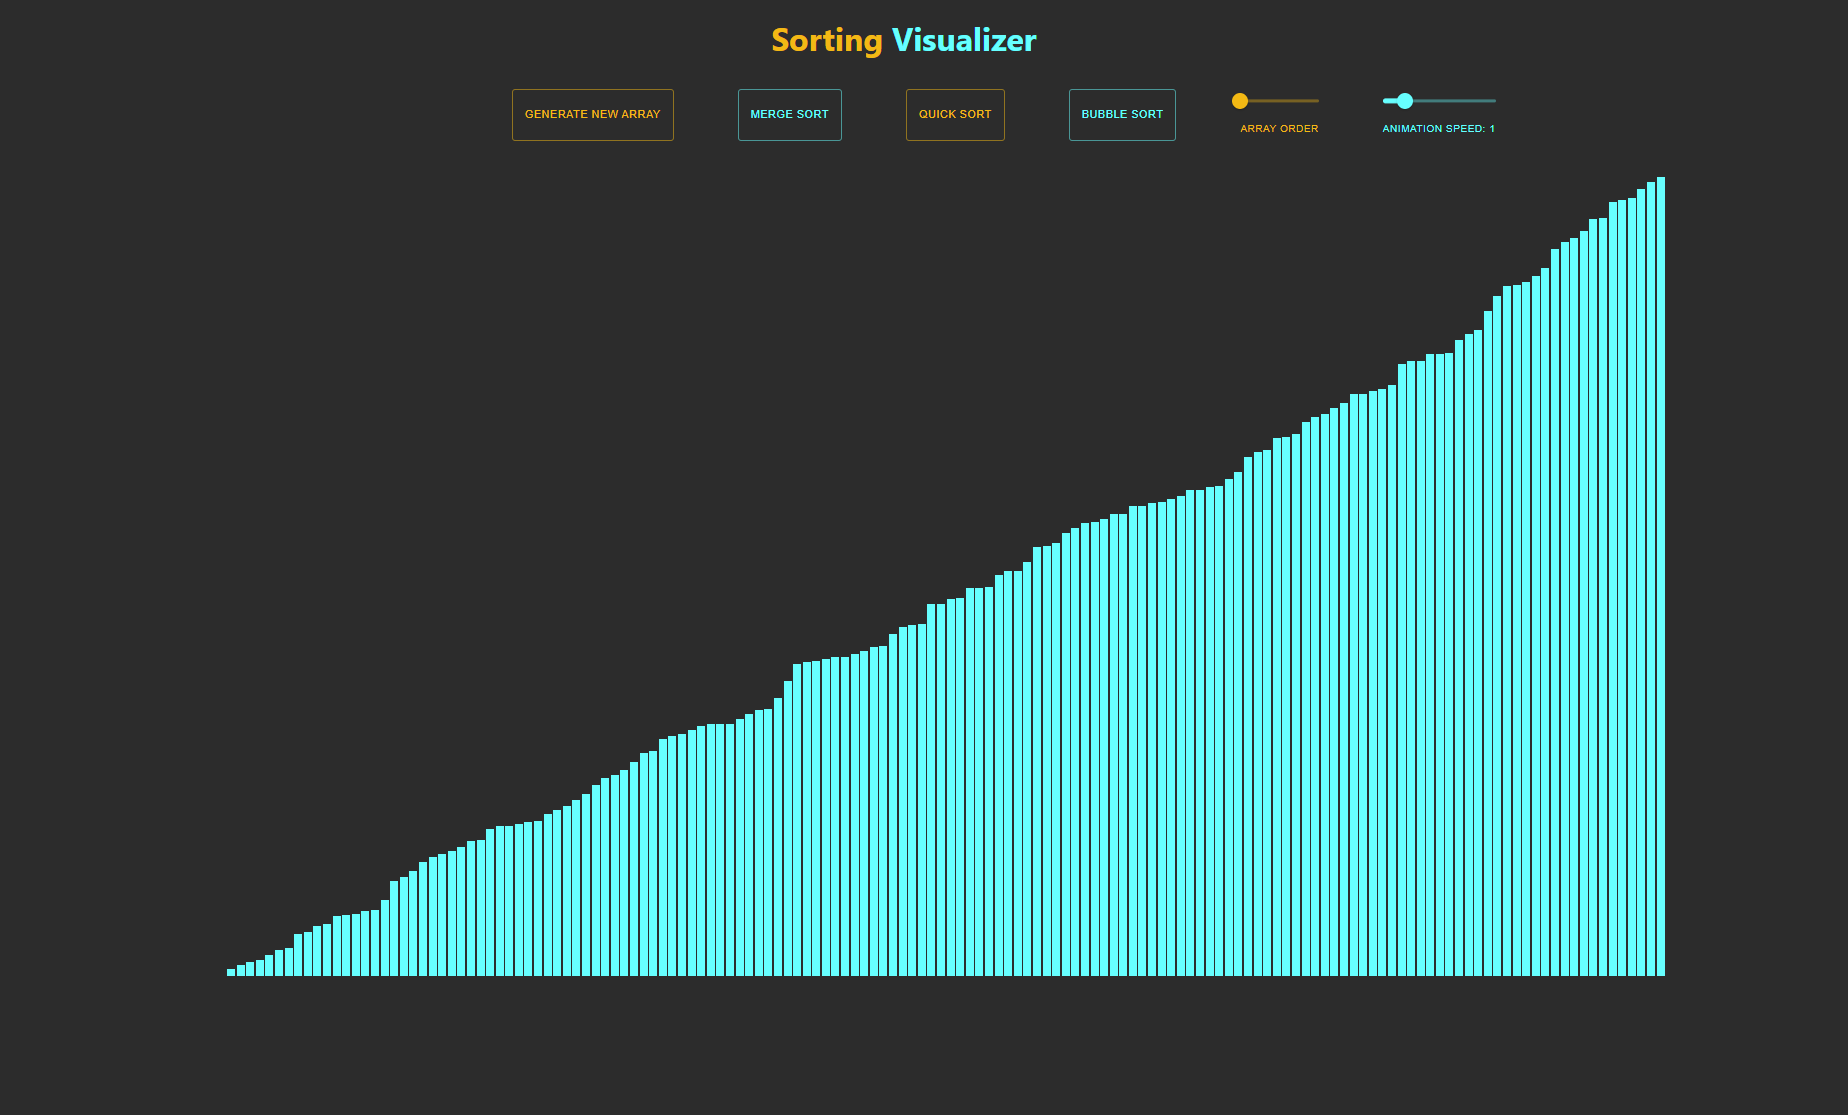 Sorting Visualizer
GENERATE NEW ARRAY
MERGE SORT
QUICK SORT
BUBBLE SORT
ARRAY ORDER
ANIMATION SPEED: 1